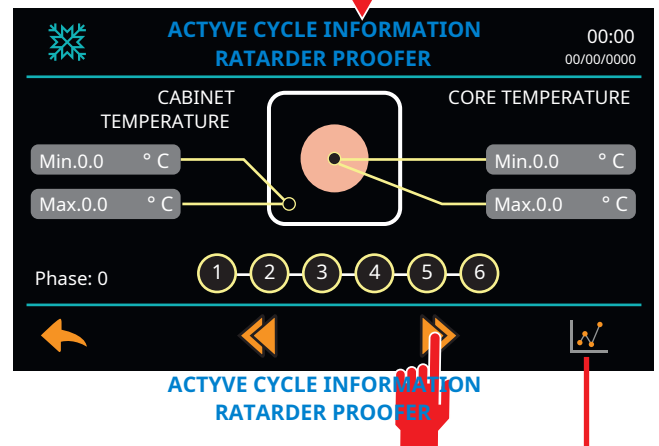 ACTYVE CYCLE INFORMATION
RATARDER PROOFER
00:00
00/00/0000
CABINET
TEMPERATURE
CORE TEMPERATURE
Min.0.0 ° C
Min.0.0 ° C
Max.0.0 ° C
Max.0.0 ° C
Phase: 0
1 2 3 4 5 6
ACTYVE CYCLE INFORMATION
RATARDER PROOFER